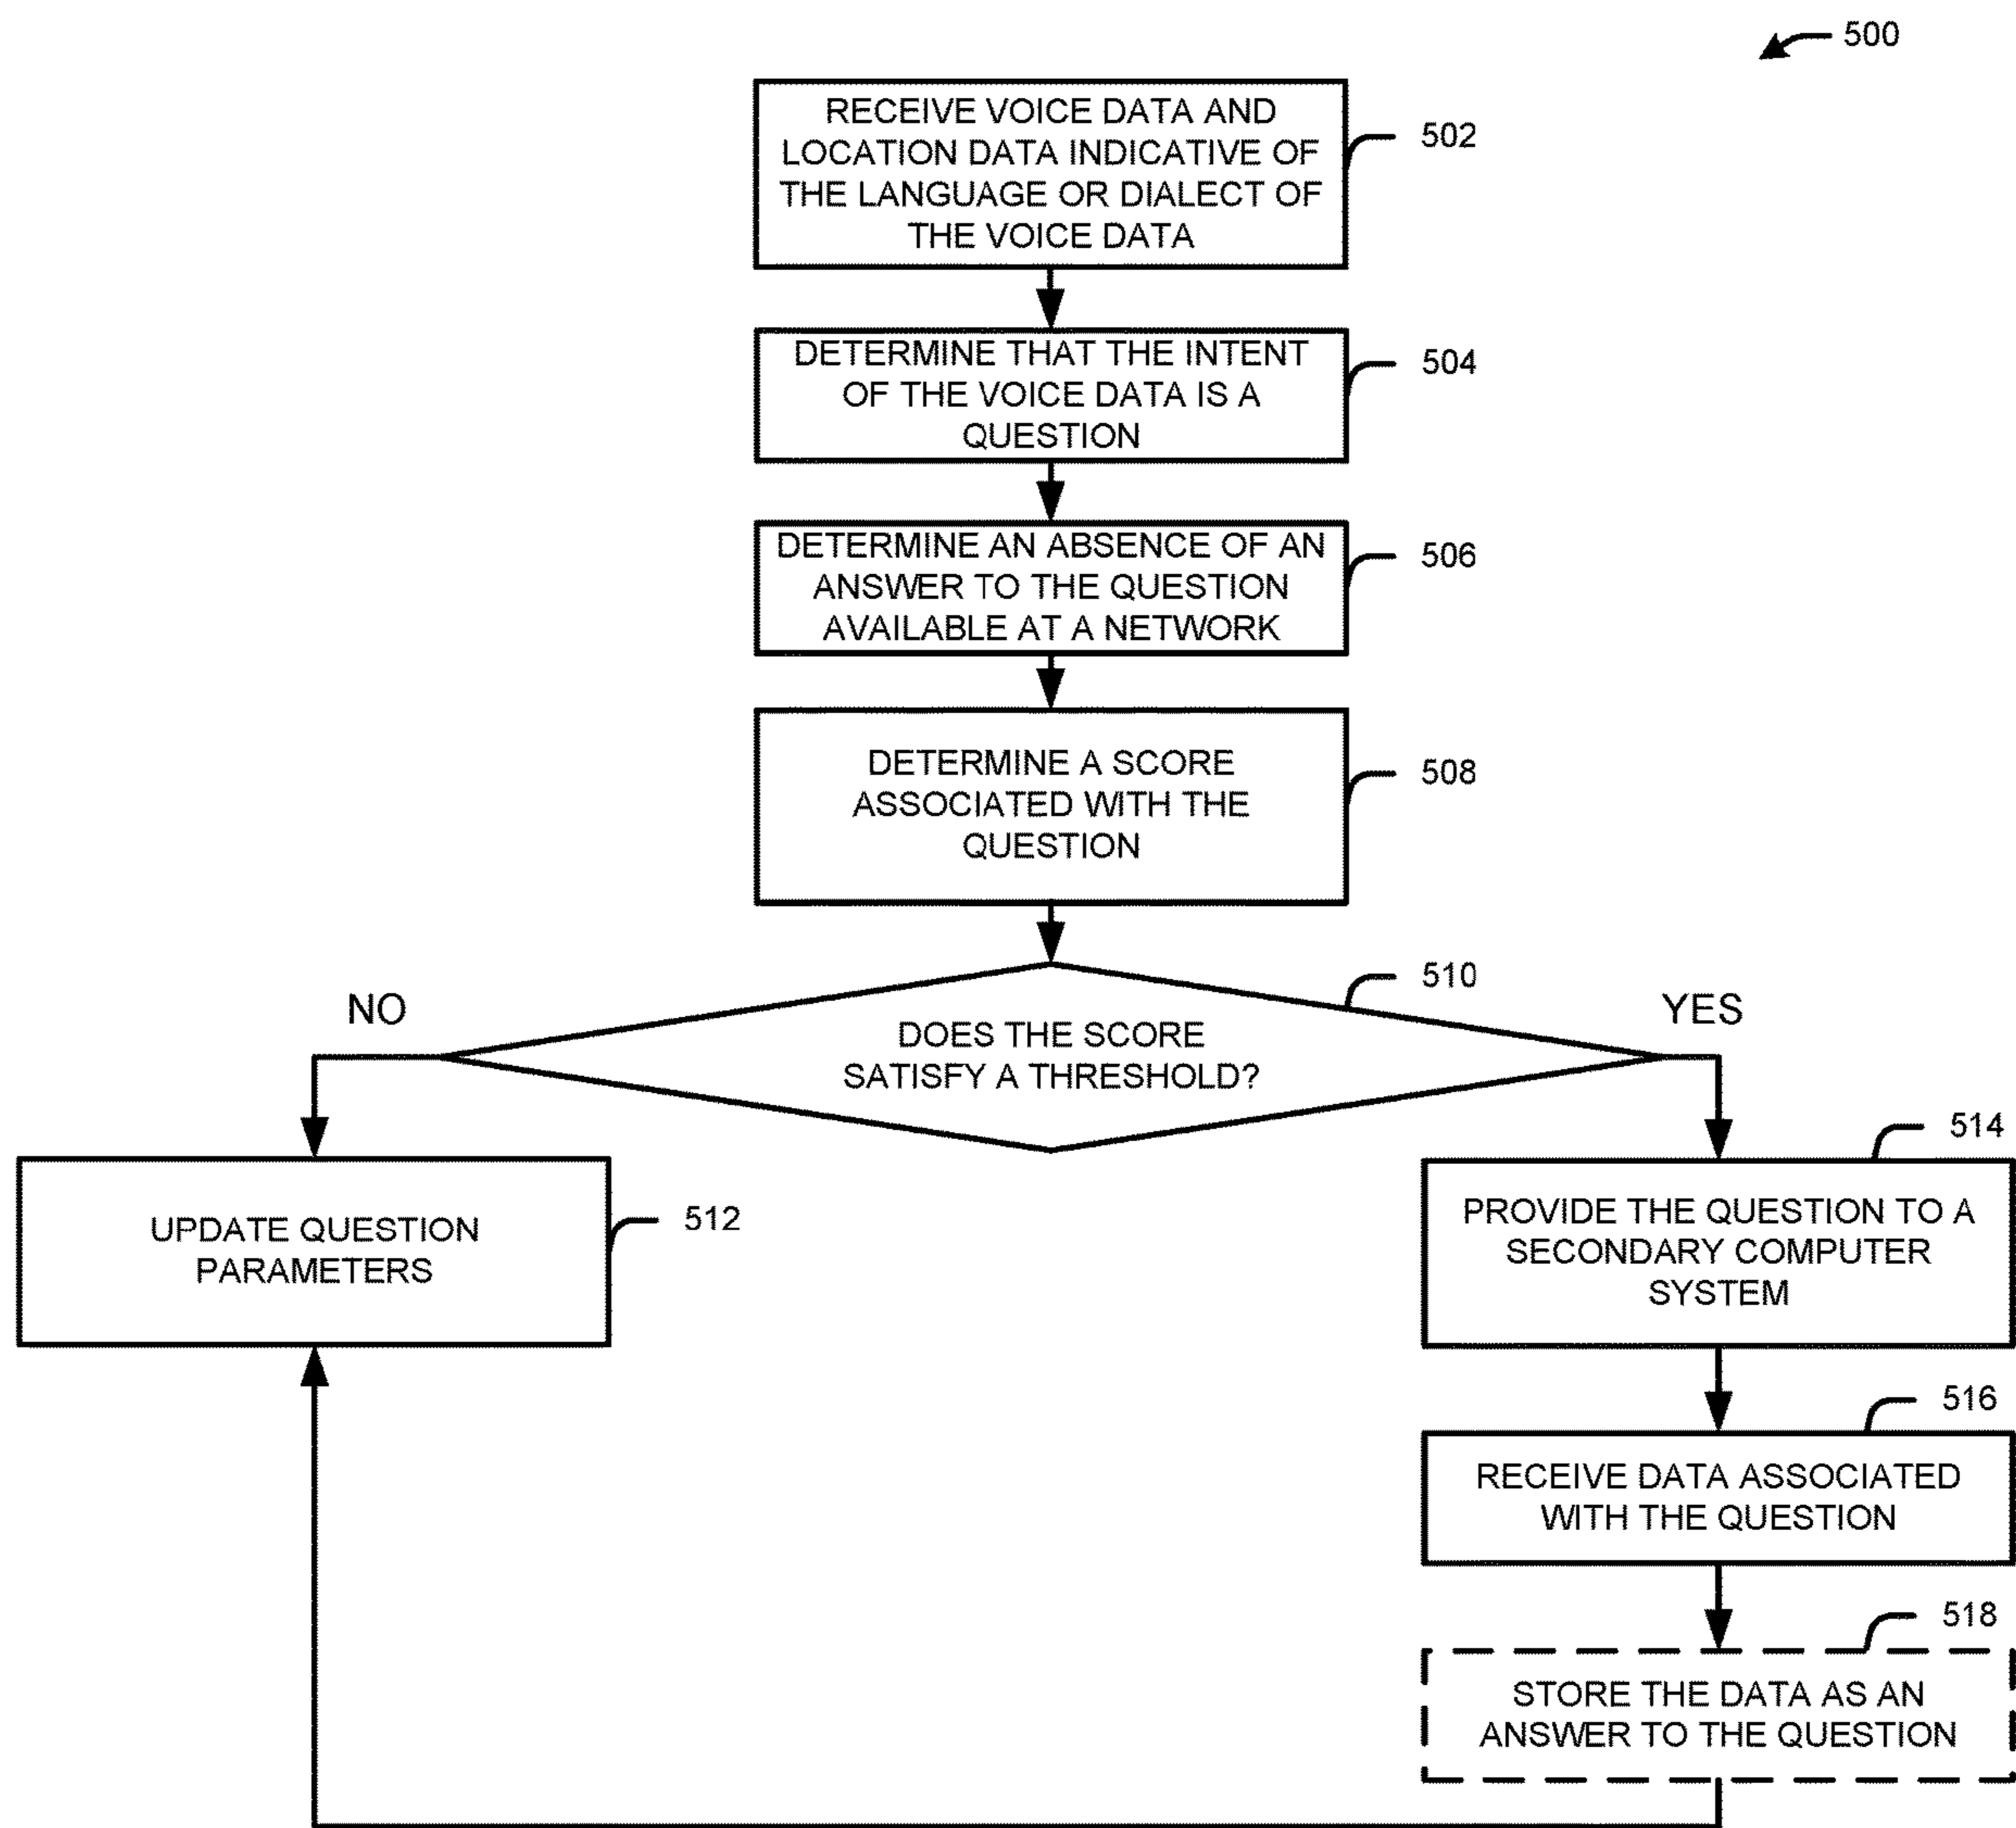 500
RECEIVE VOICE DATA AND
LOCATION DATA INDICATIVE OF
THE LANGUAGE OR DIALECT OF
THE VOICE DATA
502
DETERMINE THAT THE INTENT
OF THE VOICE DATA IS A
QUESTION
504
DETERMINE AN ABSENCE OF AN
ANSWER TO THE QUESTION
AVAILABLE AT A NETWORK
506
DETERMINE A SCORE
ASSOCIATED WITH THE
QUESTION
508
DOES THE SCORE
SATISFY A THRESHOLD?
510
NO
YES
UPDATE QUESTION
PARAMETERS
512
PROVIDE THE QUESTION TO A
SECONDARY COMPUTER
SYSTEM
514
RECEIVE DATA ASSOCIATED
WITH THE QUESTION
516
STORE THE DATA AS AN
ANSWER TO THE QUESTION
518